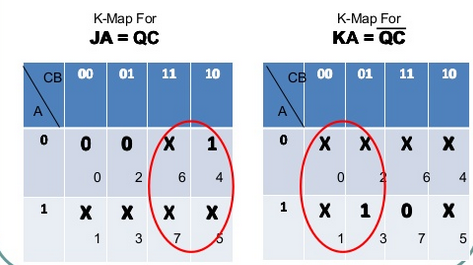 K-Map For
JA = QC
CB 00 01 11 10
A
0 0 0 X 1
0 2 6 4
1 X X X X
1 3 7 5
K-Map For
KA = Q̅C̅
CB 00 01 11 10
A
0 X X X X
0 2 6 4
1 X 1 0 X
1 3 7 5